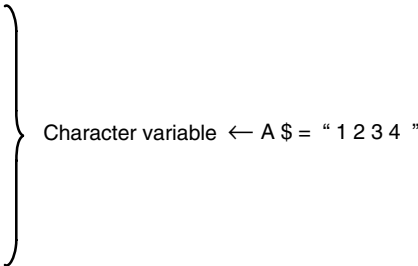 Character variable ← A $ = “ 1 2 3 4 ”